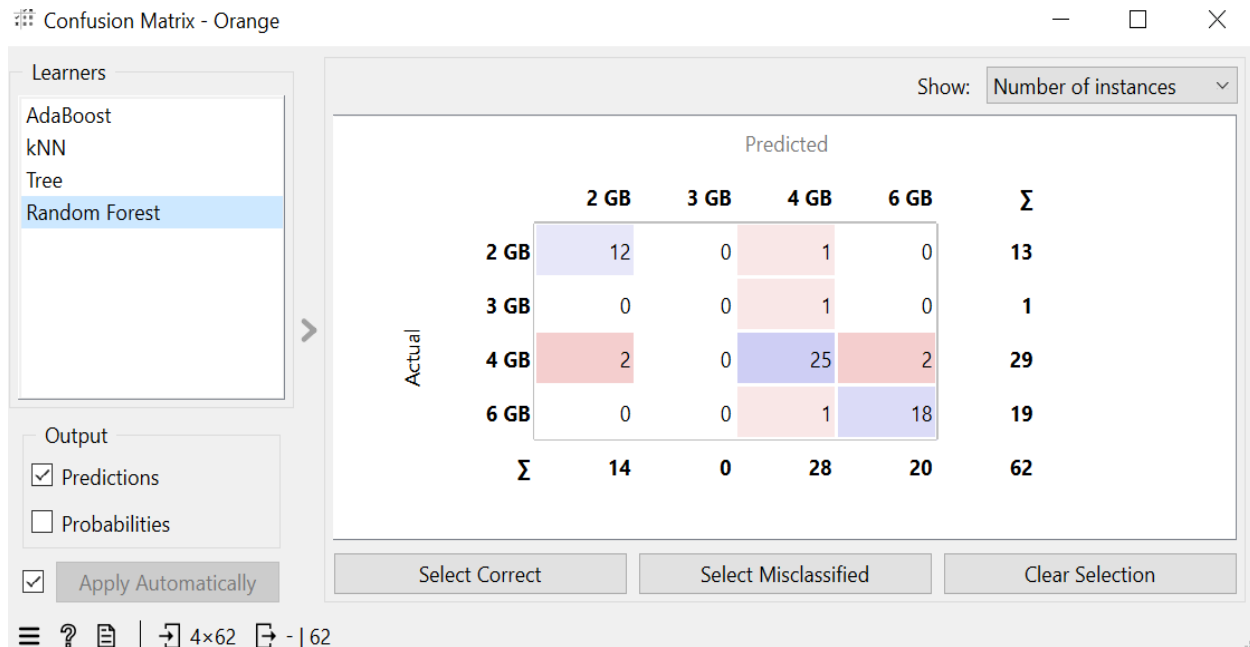 Confusion Matrix - Orange
Learners
AdaBoost
kNN
Tree
Random Forest
Output
Predictions
Probabilities
Apply Automatically
Show: Number of instances
Predicted
2 GB 3 GB 4 GB 6 GB Σ
Actual
2 GB 12 0 1 0 13
3 GB 0 0 1 0 1
4 GB 2 0 25 2 29
6 GB 0 0 1 18 19
Σ 14 0 28 20 62
Select Correct Select Misclassified Clear Selection
? 4×62 - | 62